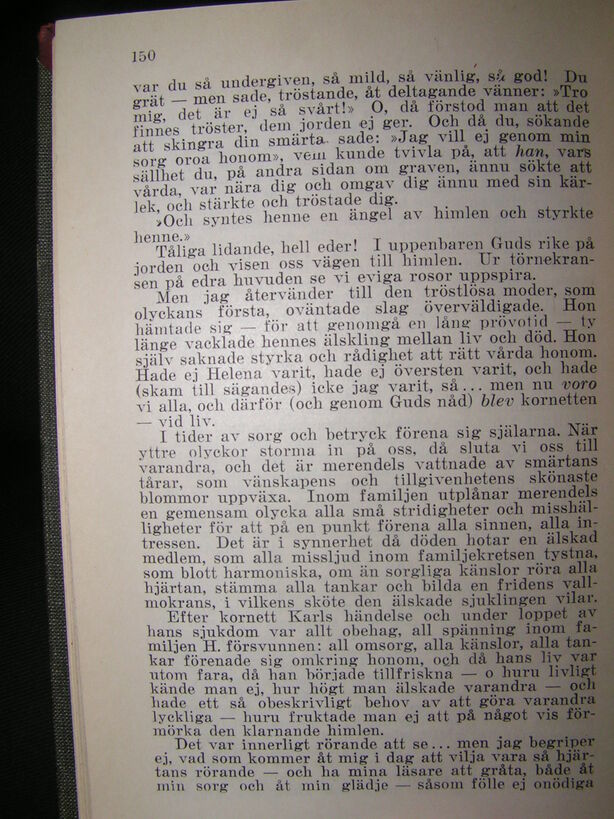 150
var du så undergiven, så mild, så vänlig, så god! Du
grät — men sade, tröstande, åt deltagande vänner: »Tro
mig, det är ej så svårt!» O, då förstod man att det
finnes tröster, dem jorden ej ger. Och då du, sökande
att skingra din smärta, sade: »Jag vill ej genom min
sorg oroa honom», vem kunde tvivla på, att han, vars
sällhet du, på andra sidan om graven, ännu sökte att
vårda, var nära dig och omgav dig ännu med sin kär-
lek, och stärkte och tröstade dig.
»Och syntes henne en ängel av himlen och styrkte
henne.»
Tåliga lidande, hell eder! I uppenbaren Guds rike på
jorden och visen oss vägen till himlen. Ur törnekran-
sen på edra huvuden se vi eviga rosor uppspira.
Men jag återvänder till den tröstlösa moder, som
olyckans första, oväntade slag överväldigade. Hon
hämtade sig — för att genomgå en lång prövotid — ty
länge vacklade hennes älskling mellan liv och död. Hon
själv saknade styrka och rådighet att rätt vårda honom.
Hade ej Helena varit, hade ej översten varit, och hade
(skam till sägandes) icke jag varit, så... men nu voro
vi alla, och därför (och genom Guds nåd) blev kornetten
— vid liv.
I tider av sorg och betryck förena sig själarna. När
yttre olyckor storma in på oss, då sluta vi oss till
varandra, och det är merendels vattnade av smärtans
tårar, som vänskapens och tillgivenhetens skönaste
blommor uppväxa. Inom familjen utplånar merendels
en gemensam olycka alla små stridigheter och misshäl-
ligheter för att på en punkt förena alla sinnen, alla in-
tressen. Det är i synnerhet då döden hotar en älskad
medlem, som alla missljud inom familjekretsen tystna,
som blott harmoniska, om än sorgliga känslor röra alla
hjärtan, stämma alla tankar och bilda en fridens vall-
mokrans, i vilkens sköte den älskade sjuklingen vilar.
Efter kornett Karls händelse och under loppet av
hans sjukdom var allt obehag, all spänning inom fa-
miljen H. försvunnen: all omsorg, alla känslor, alla tan-
kar förenade sig omkring honom, och då hans liv var
utom fara, då han började tillfriskna — o huru livligt
kände man ej, hur högt man älskade varandra — och
hade ett så obeskrivligt behov av att göra varandra
lyckliga — huru fruktade man ej att på något vis för-
mörka den klarnande himlen.
Det var innerligt rörande att se... men jag begriper
ej, vad som kommer åt mig i dag att vilja vara så hjär-
tans rörande — och ha mina läsare att gråta, både åt
min sorg och åt min glädje — såsom fölle ej onödiga